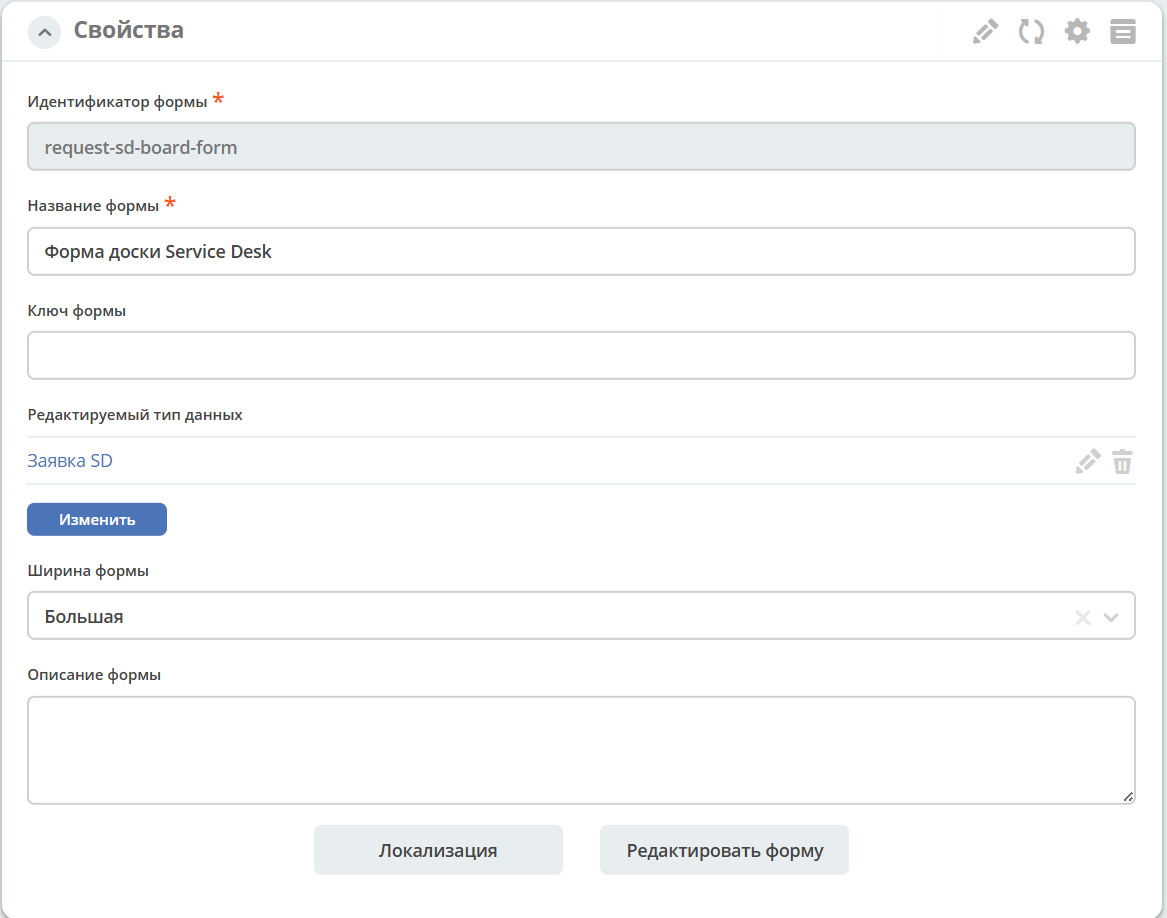 Свойства
Идентификатор формы *
request-sd-board-form
Название формы *
Форма доски Service Desk
Ключ формы
Редактируемый тип данных
Заявка SD
Изменить
Ширина формы
Большая
Описание формы
Локализация
Редактировать форму